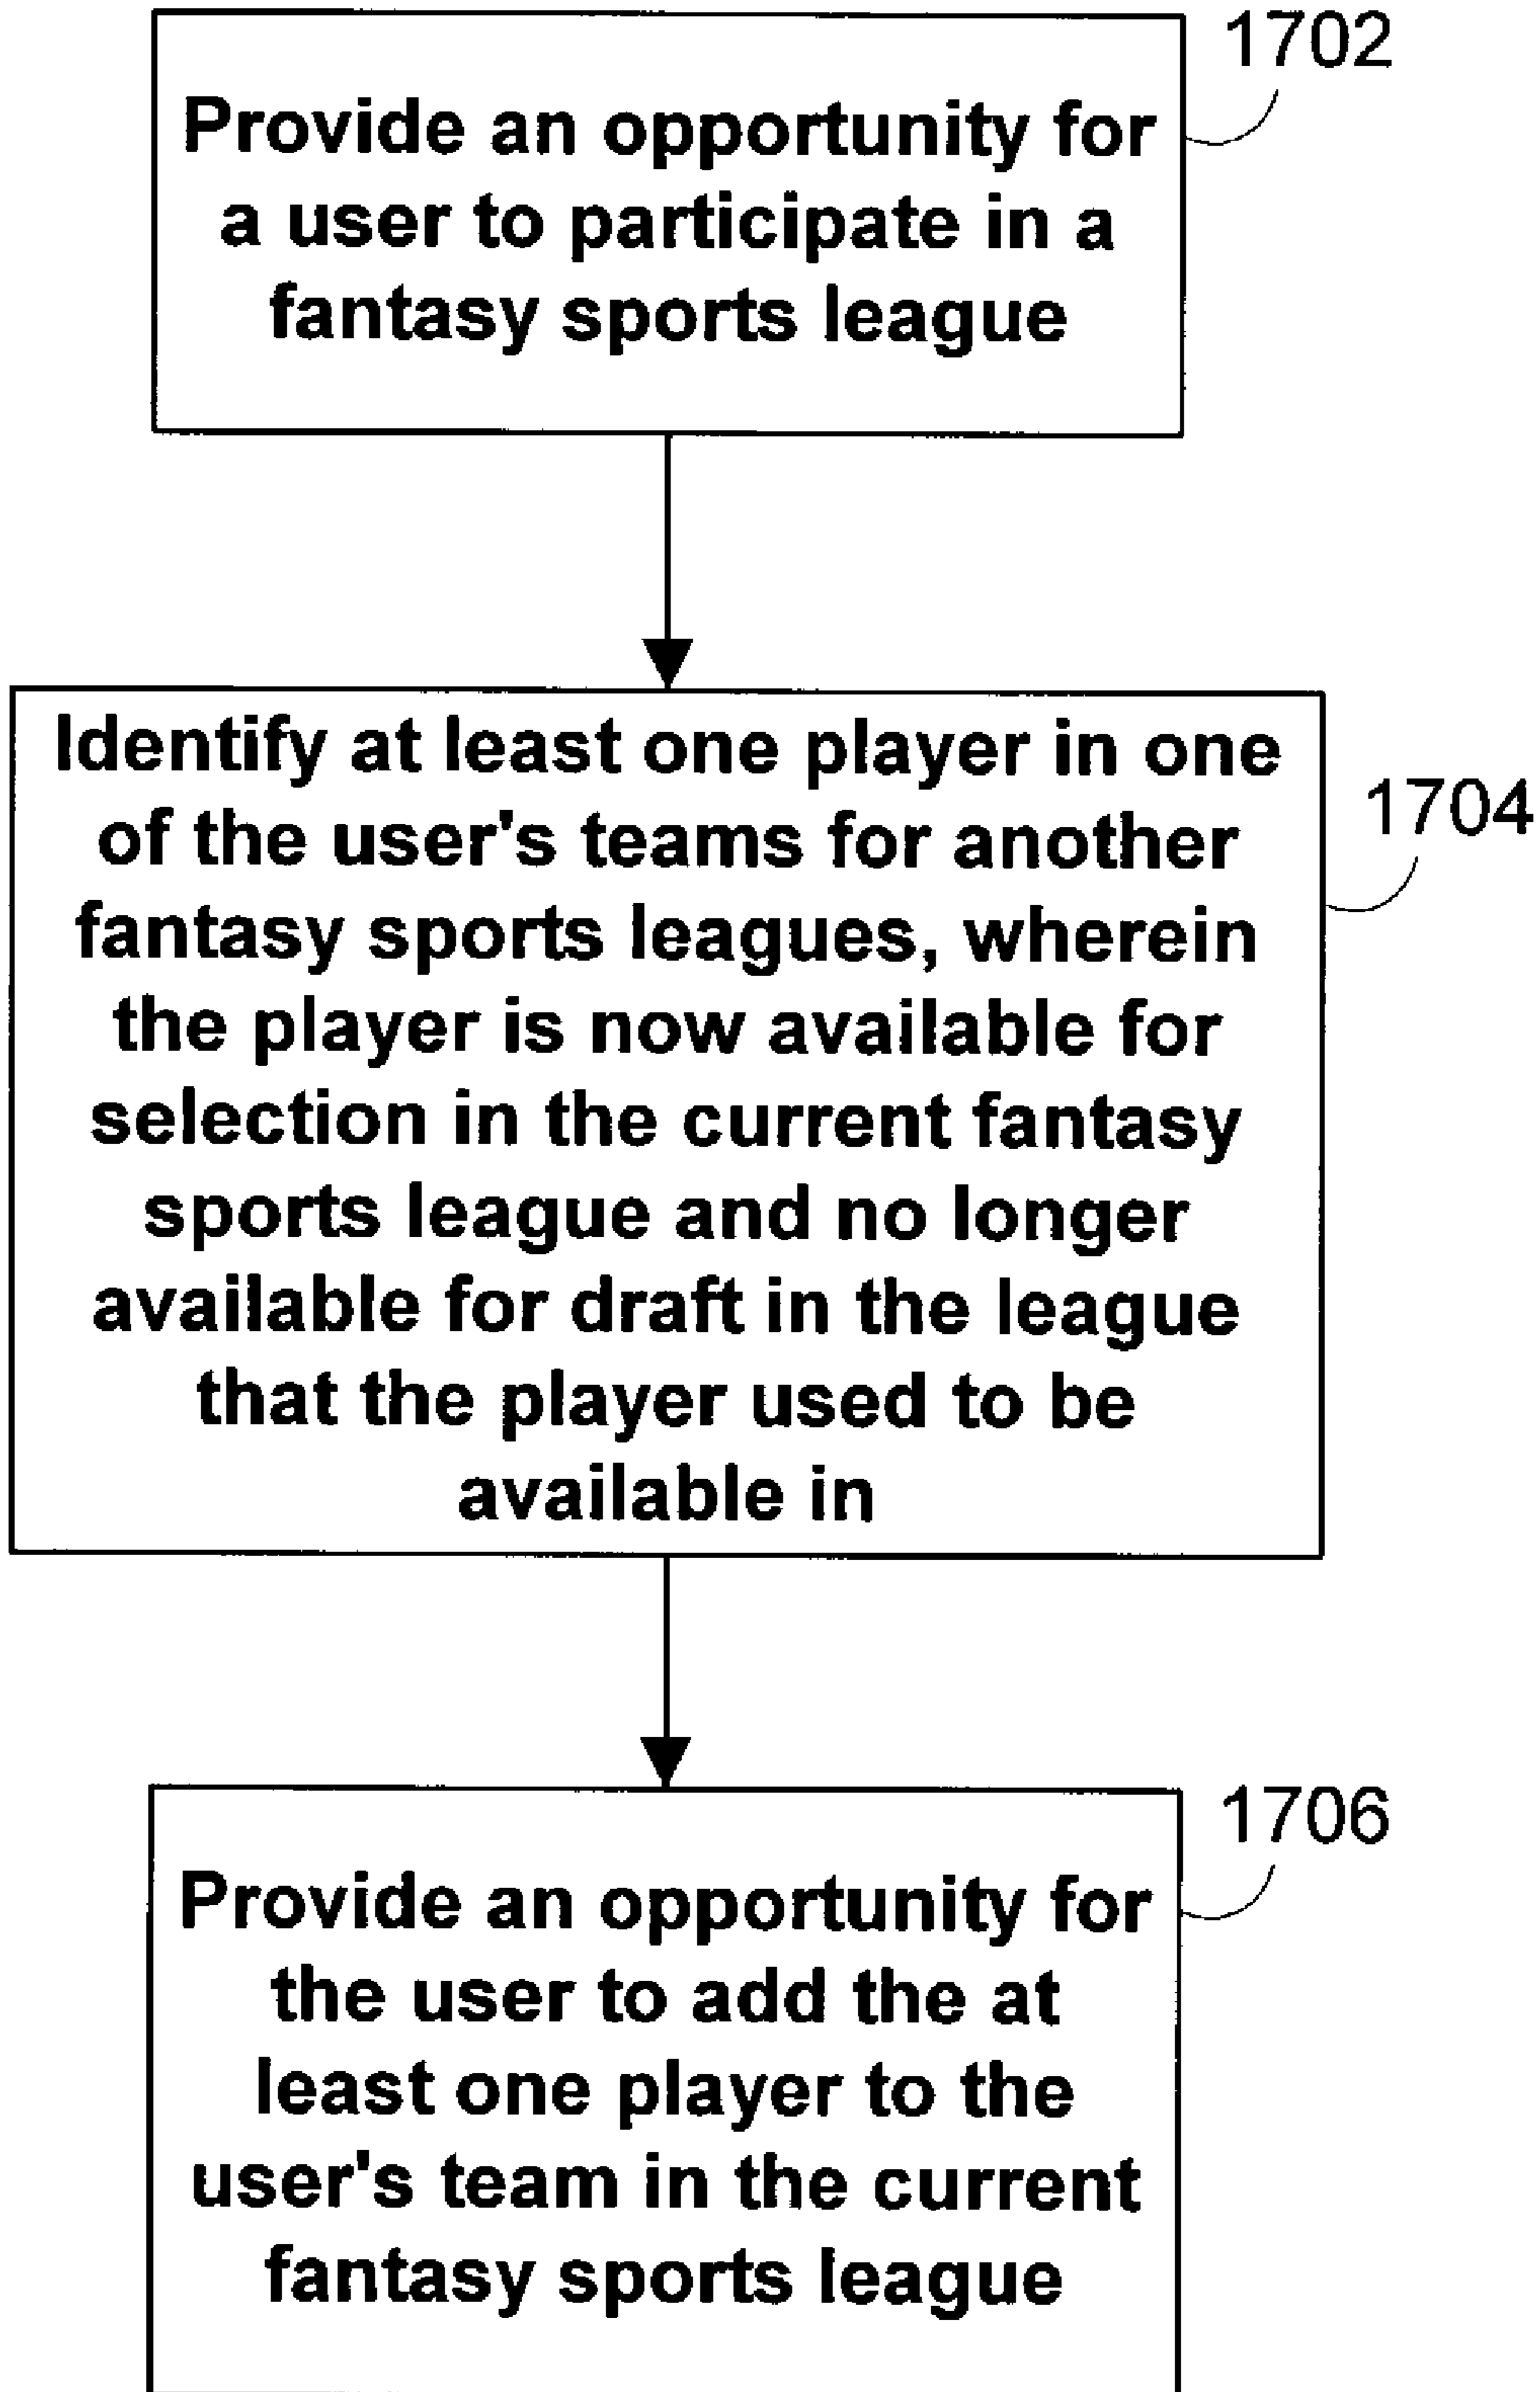 1702
Provide an opportunity for
a user to participate in a
fantasy sports league
Identify at least one player in one
of the user's teams for another
fantasy sports leagues, wherein
the player is now available for
selection in the current fantasy
sports league and no longer
available for draft in the league
that the player used to be
available in
1704
1706
Provide an opportunity for
the user to add the at
least one player to the
user's team in the current
fantasy sports league